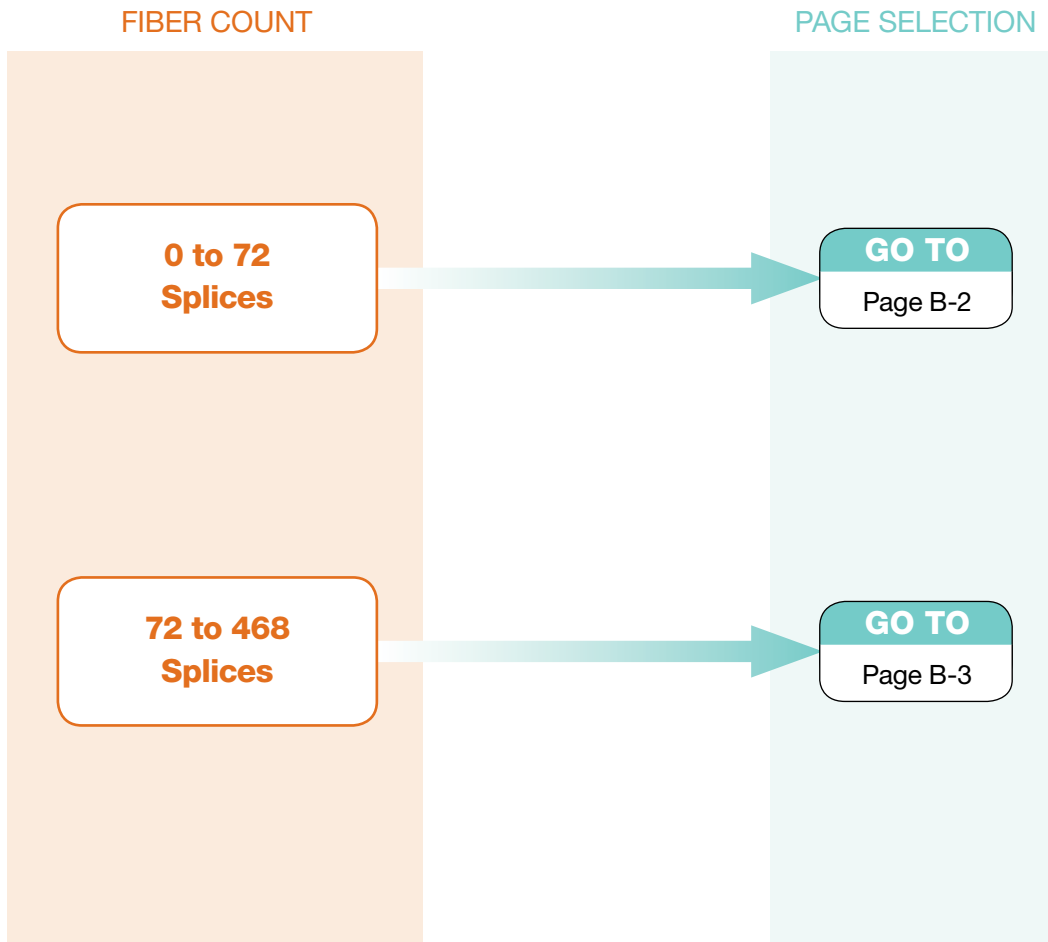 FIBER COUNT
PAGE SELECTION
0 to 72
Splices
GO TO
Page B-2
72 to 468
Splices
GO TO
Page B-3